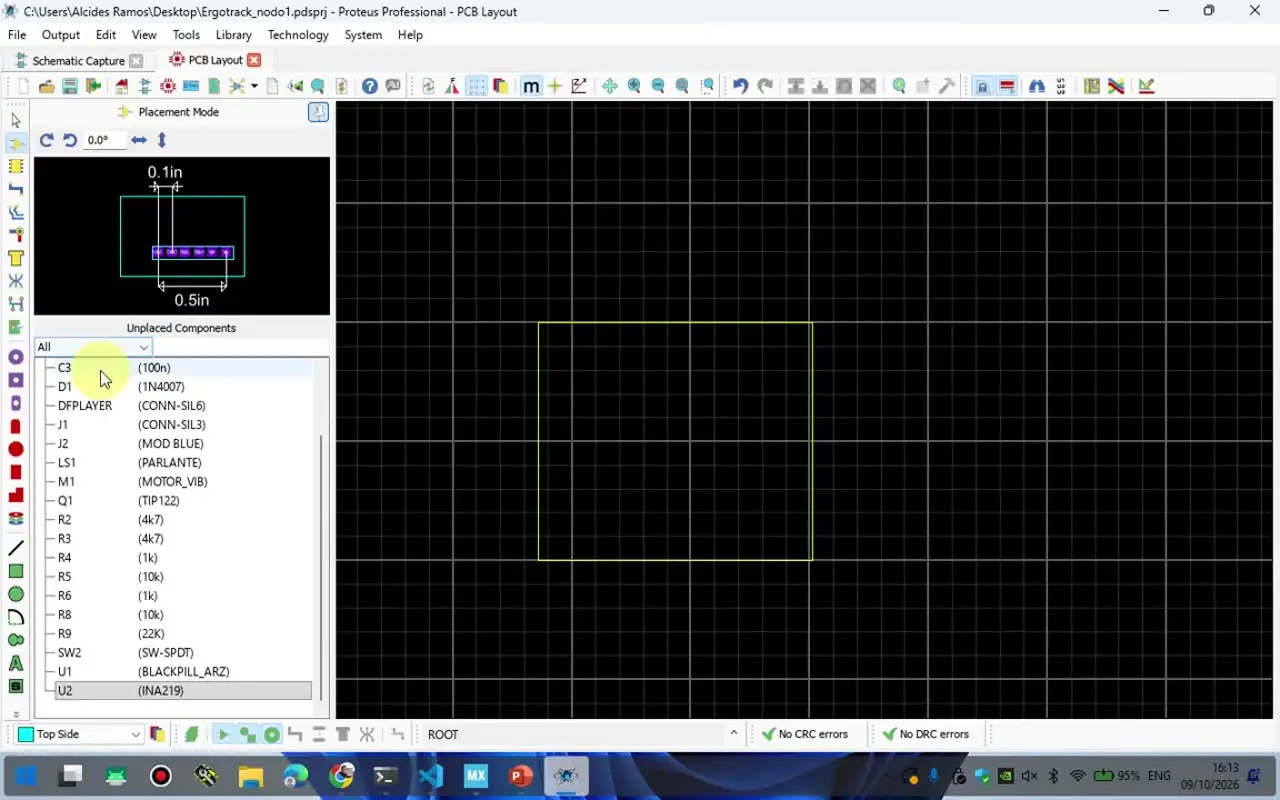 C:\Users\Alcides Ramos\Desktop\Ergotrack_nodo1.pdsprj - Proteus Professional - PCB Layout
File Output Edit View Tools Library Technology System Help
Schematic Capture PCB Layout
m
Placement Mode
0.0°
0.1in
0.5in
Unplaced Components
All
C3 (100n)
D1 (1N4007)
DFPLAYER (CONN-SIL6)
J1 (CONN-SIL3)
J2 (MOD BLUE)
LS1 (PARLANTE)
M1 (MOTOR_VIB)
Q1 (TIP122)
R2 (4k7)
R3 (4k7)
R4 (1k)
R5 (10k)
R6 (1k)
R8 (10k)
R9 (22K)
SW2 (SW-SPDT)
U1 (BLACKPILL_ARZ)
U2 (INA219)
Top Side ROOT No CRC errors No DRC errors
MX 95% ENG 16:13
09/10/2026